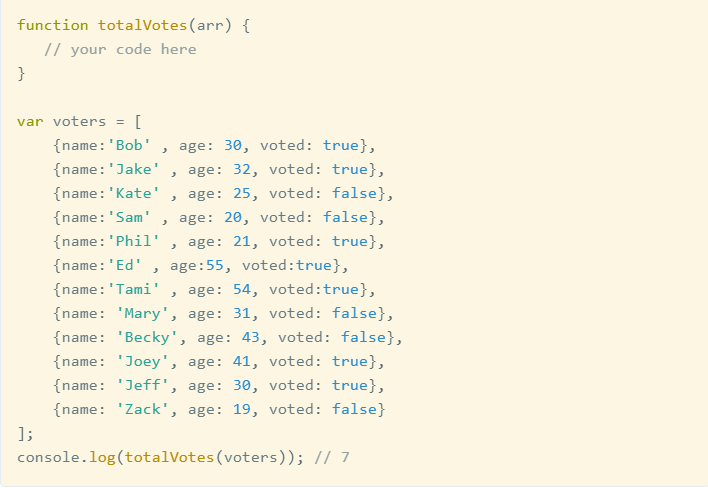 function totalVotes(arr) {
   // your code here
}

var voters = [
    {name:'Bob' , age: 30, voted: true},
    {name:'Jake' , age: 32, voted: true},
    {name:'Kate' , age: 25, voted: false},
    {name:'Sam' , age: 20, voted: false},
    {name:'Phil' , age: 21, voted: true},
    {name:'Ed' , age:55, voted:true},
    {name:'Tami' , age: 54, voted:true},
    {name: 'Mary', age: 31, voted: false},
    {name: 'Becky', age: 43, voted: false},
    {name: 'Joey', age: 41, voted: true},
    {name: 'Jeff', age: 30, voted: true},
    {name: 'Zack', age: 19, voted: false}
];
console.log(totalVotes(voters)); // 7